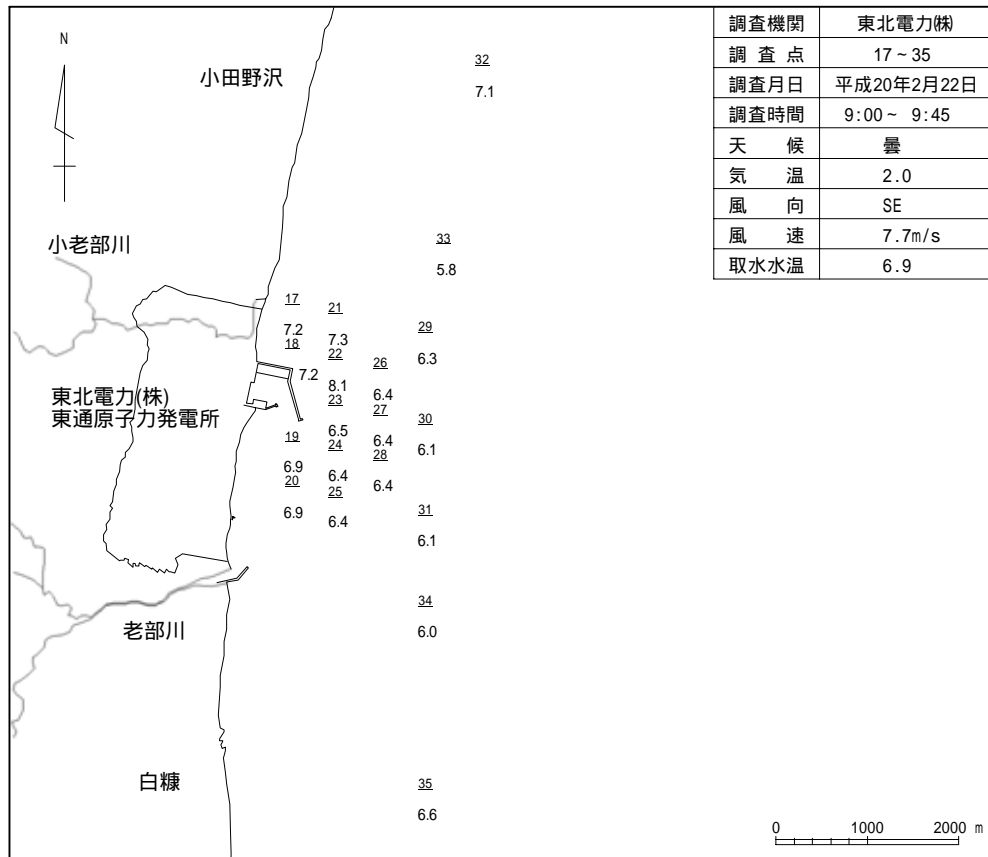 調査機関 東北電力㈱
調査点 17~35
調査月日 平成20年2月22日
調査時間 9:00~ 9:45
天候 曇
気温 2.0
風向 SE
風速 7.7m/s
取水水温 6.9
N
小田野沢
32
7.1
小老部川
33
5.8
17
7.2
21
7.3
18
7.2
22
8.1
29
6.3
26
6.4
東北電力(株)
東通原子力発電所
23
6.5
27
6.4
30
6.1
19
6.9
24
6.4
28
6.4
20
6.9
25
6.4
31
6.1
34
6.0
老部川
白糠
35
6.6
0 1000 2000 m